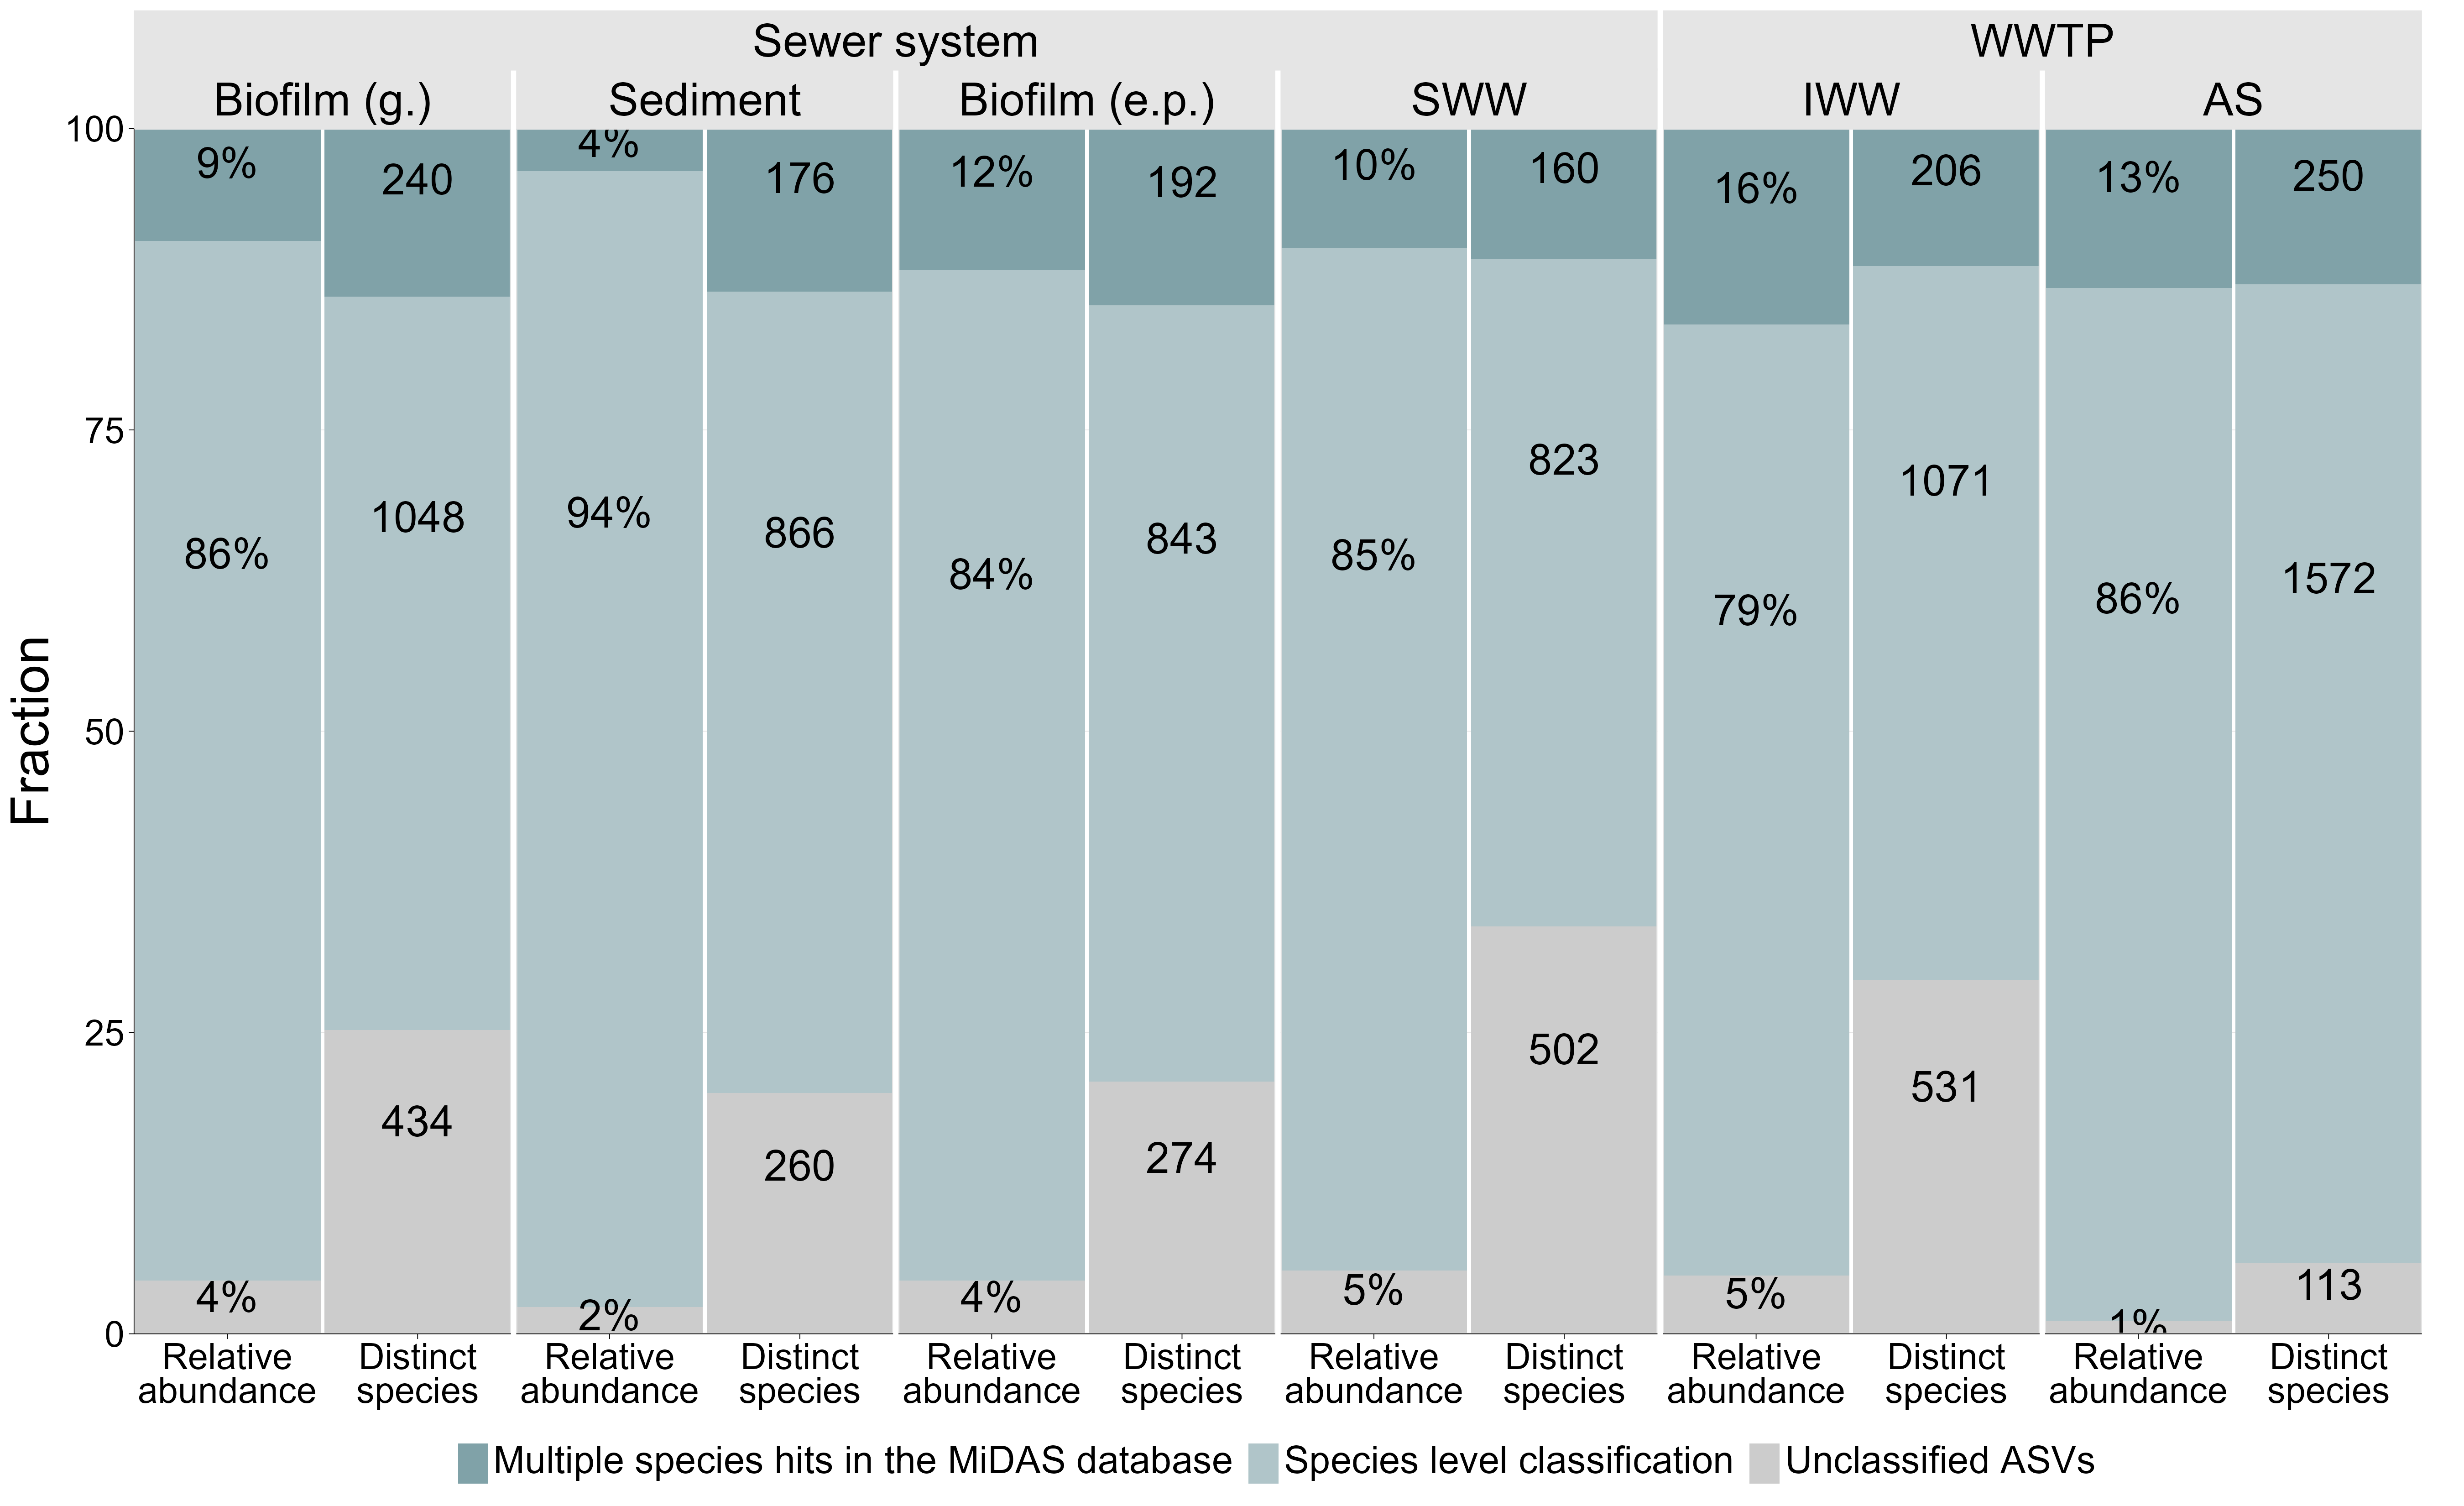 Sewer system WWTP
Biofilm (g.) Sediment Biofilm (e.p.) SWW IWW AS
100
9% 240 4% 176 12% 192 10% 160 16% 206 13% 250
75
86% 1048 94% 866 84% 843 85% 823 79% 1071 86% 1572
50
Fraction
25
4% 434 2% 260 4% 274 5% 502 5% 531 1% 113
0
Relative Distinct Relative Distinct Relative Distinct Relative Distinct Relative Distinct Relative Distinct
abundance species abundance species abundance species abundance species abundance species abundance species
Multiple species hits in the MiDAS database Species level classification Unclassified ASVs